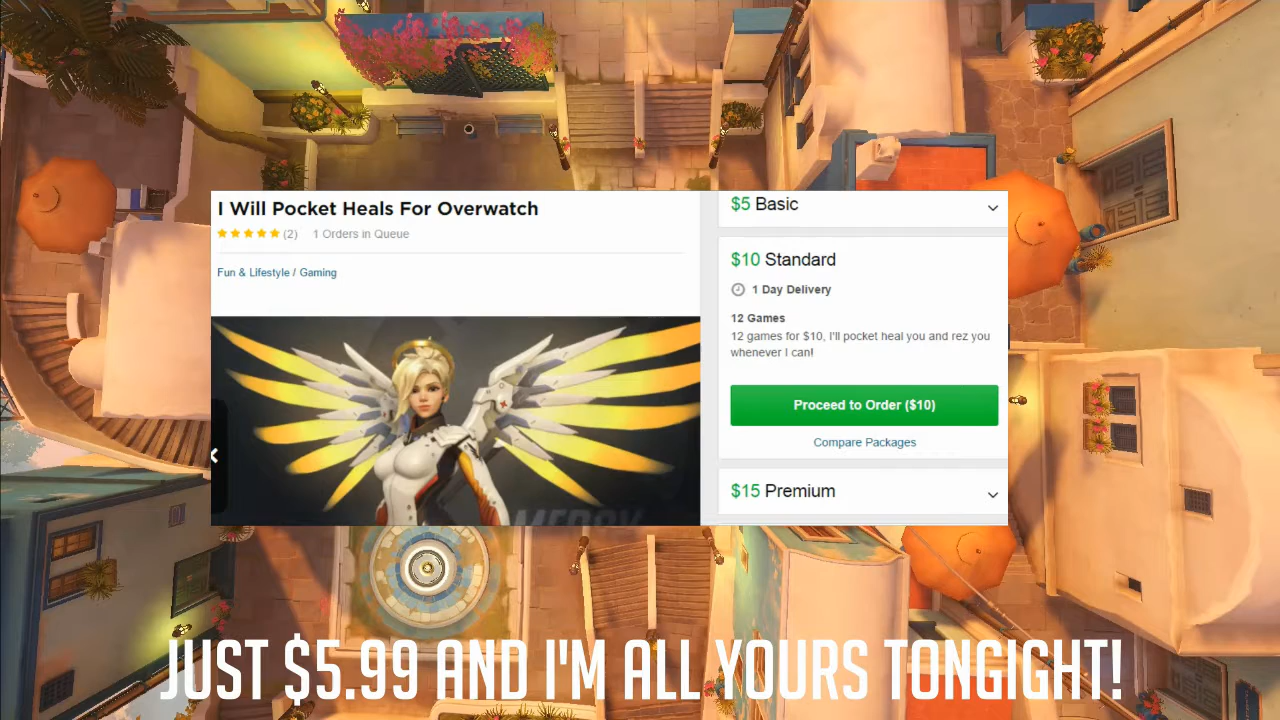 I Will Pocket Heals For Overwatch
(2) 1 Orders in Queue
Fun & Lifestyle / Gaming
$5 Basic
$10 Standard
1 Day Delivery
12 Games
12 games for $10, I'll pocket heal you and rez you
whenever I can!
Proceed to Order ($10)
Compare Packages
$15 Premium
MERCY
JUST $5.99 AND I'M ALL YOURS TONGIGHT!